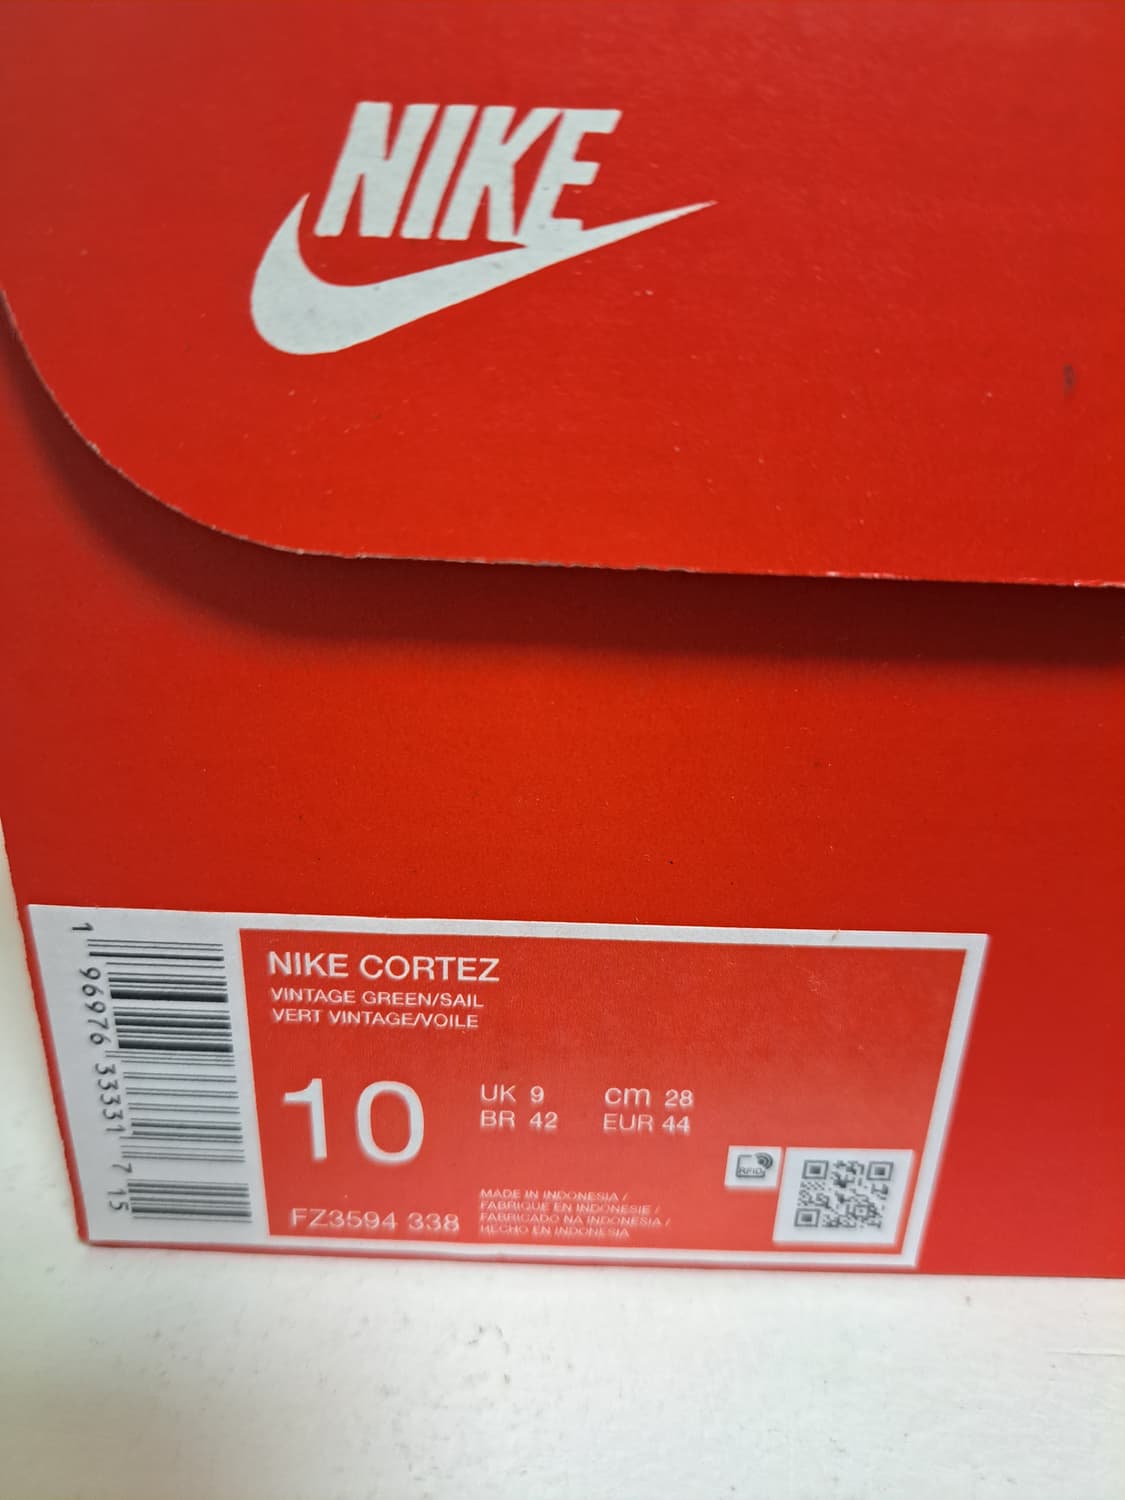 NIKE
NIKE CORTEZ
VINTAGE GREEN/SAIL
VERT VINTAGE/VOILE
10
UK 9 cm 28
BR 42 EUR 44
FZ3594 338
MADE IN INDONESIA /
FABRIQUE EN INDONESIE /
FABRICADO NA INDONESIA /
HECHO EN INDONESIA
RFID
1 96976 33331 7 15